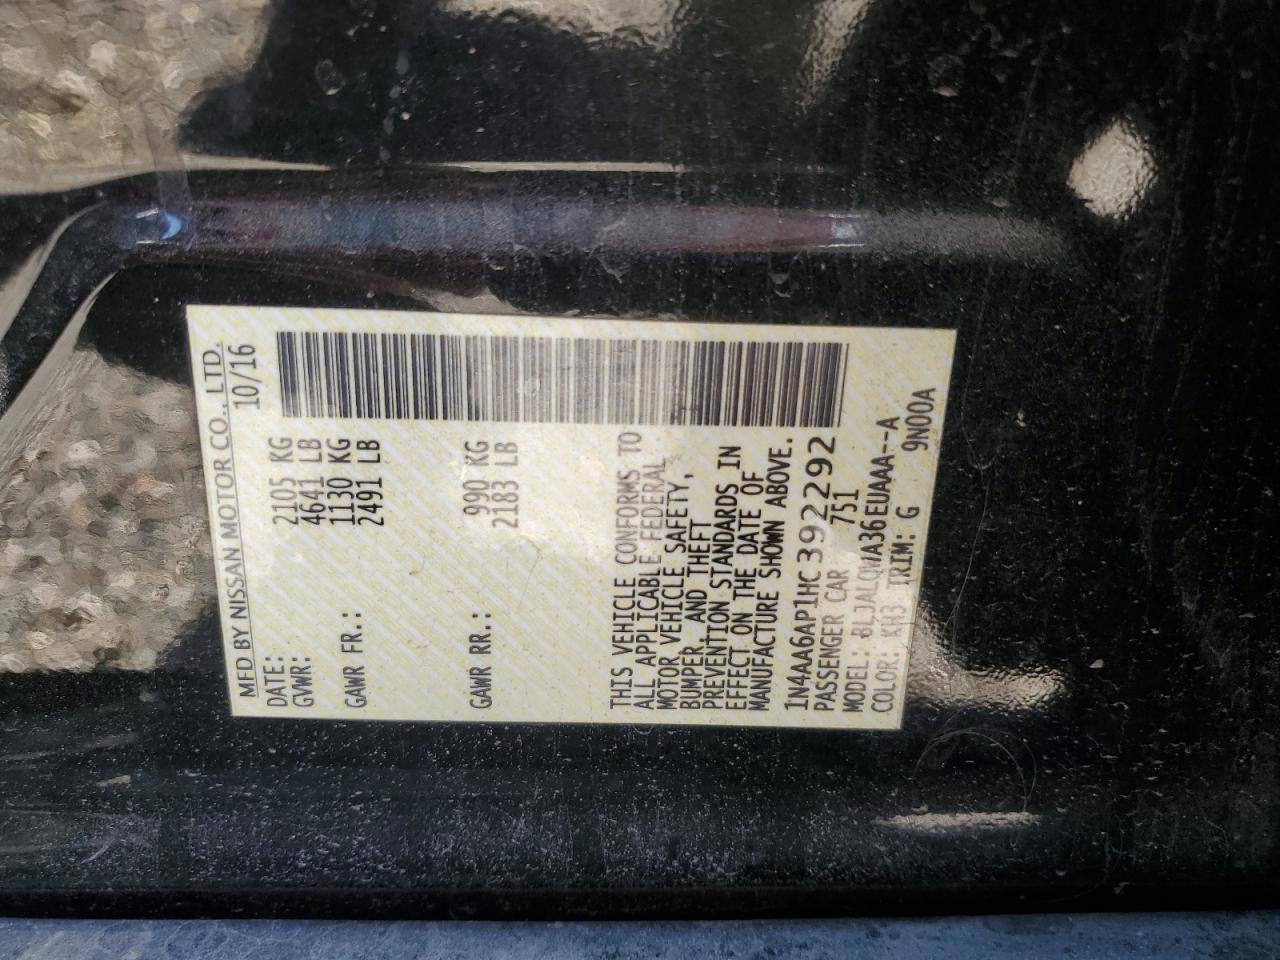 MFD BY NISSAN MOTOR CO., LTD.
DATE: 10/16
GVWR: 2105 KG
4641 LB
GAWR FR.: 1130 KG
2491 LB
GAWR RR.: 990 KG
2183 LB
THIS VEHICLE CONFORMS TO
ALL APPLICABLE FEDERAL
MOTOR VEHICLE SAFETY,
BUMPER, AND THEFT
PREVENTION STANDARDS IN
EFFECT ON THE DATE OF
MANUFACTURE SHOWN ABOVE.
1N4AA6AP1HC392292
PASSENGER CAR 751
MODEL: BLJALQWA36EUAAA--A
COLOR: KH3 TRIM: G 9N00A